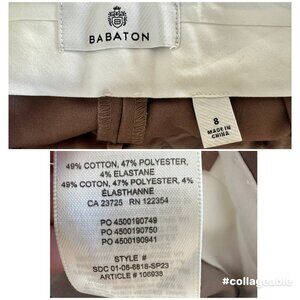 BABATON
8
MADE IN
CHINA
49% COTTON, 47% POLYESTER,
4% ELASTANE
49% COTON, 47% POLYESTER, 4%
ÉLASTHANNE
CA 23725 RN 122354
PO 4500190749
PO 4500190750
PO 4500190941
STYLE #
SDC 01-06-6618-SP23
ARTICLE # 106938
#collageable